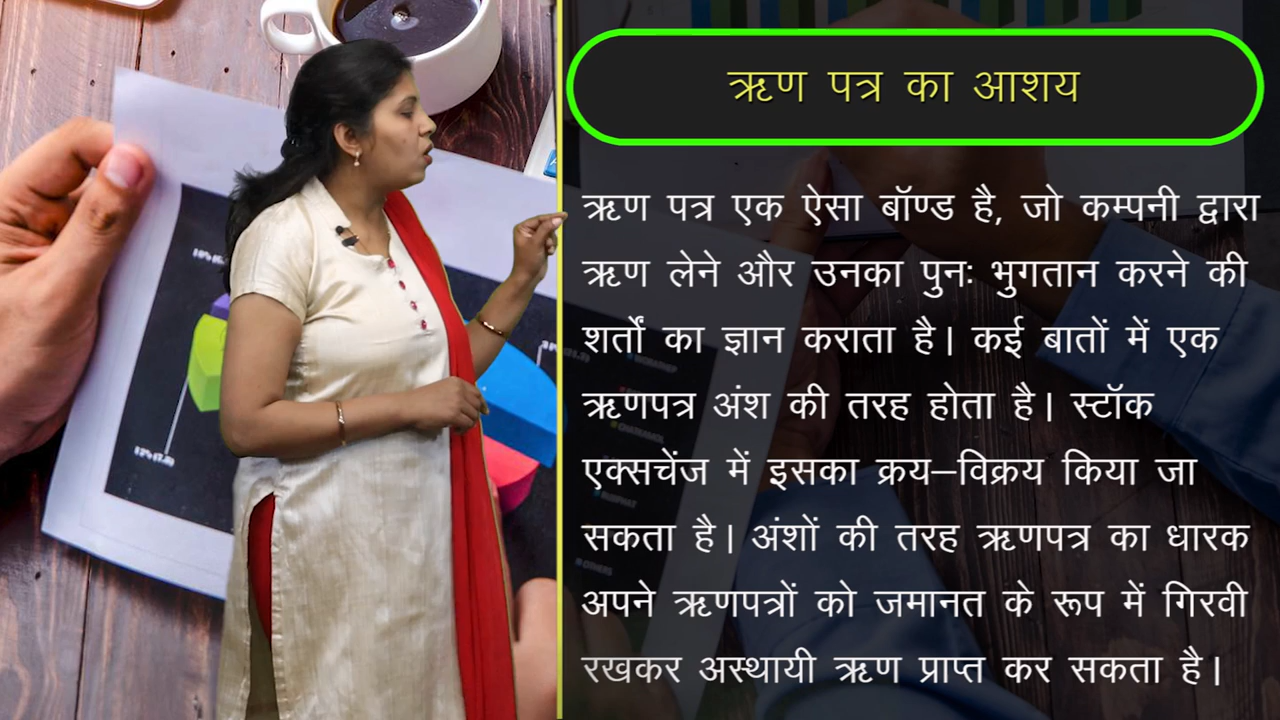 ऋण पत्र का आशय
ऋण पत्र एक ऐसा बॉण्ड है, जो कम्पनी द्वारा
ऋण लेने और उनका पुनः भुगतान करने की
शर्तों का ज्ञान कराता है। कई बातों में एक
ऋणपत्र अंश की तरह होता है। स्टॉक
एक्सचेंज में इसका क्रय–विक्रय किया जा
सकता है। अंशों की तरह ऋणपत्र का धारक
अपने ऋणपत्रों को जमानत के रूप में गिरवी
रखकर अस्थायी ऋण प्राप्त कर सकता है।